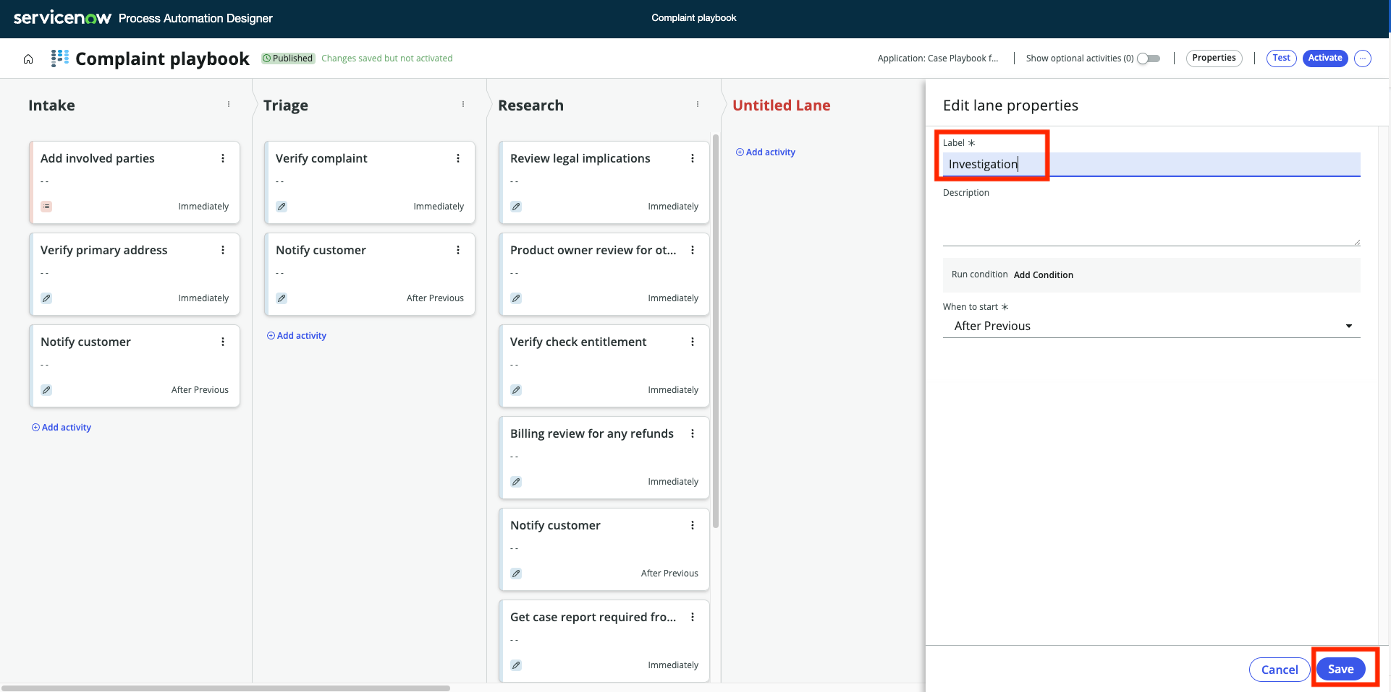 servicenow Process Automation Designer
Complaint playbook
Complaint playbook
Published
Changes saved but not activated
Application: Case Playbook f...
Show optional activities (0)
Properties
Test
Activate
Intake
Add involved parties
--
Immediately
Verify primary address
--
Immediately
Notify customer
--
After Previous
Add activity
Triage
Verify complaint
--
Immediately
Notify customer
--
After Previous
Add activity
Research
Review legal implications
--
Immediately
Product owner review for ot...
--
Immediately
Verify check entitlement
--
Immediately
Billing review for any refunds
--
Immediately
Notify customer
--
After Previous
Get case report required fro...
--
Immediately
Untitled Lane
Add activity
Edit lane properties
Label *
Investigation
Description
Run condition Add Condition
When to start *
After Previous
Cancel
Save